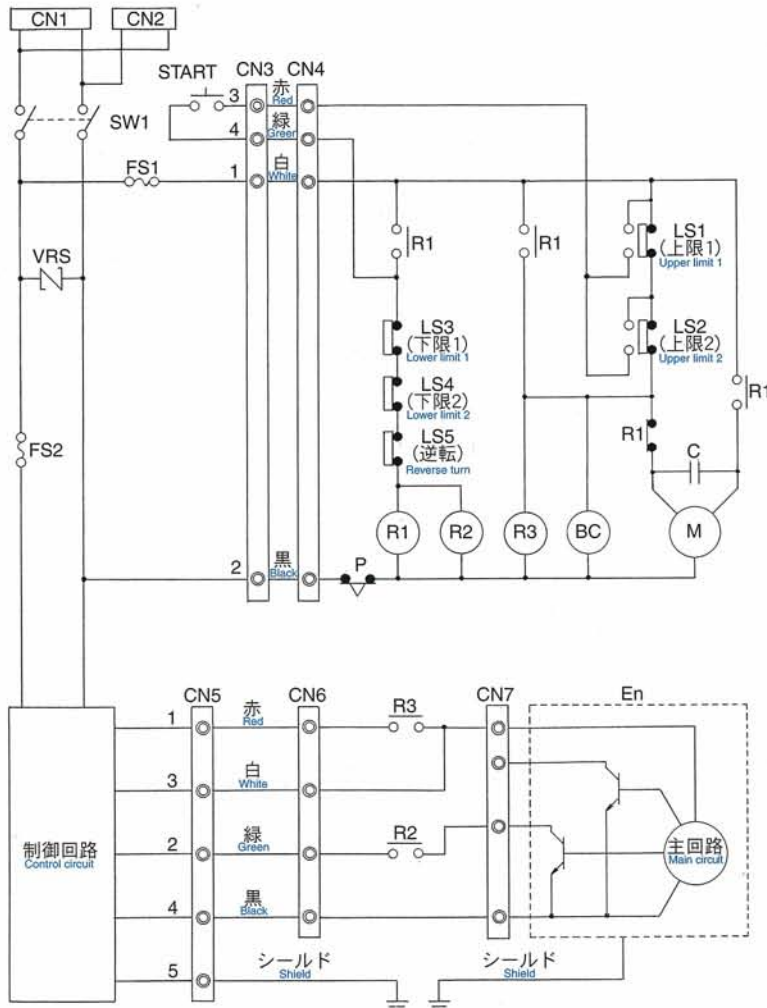 CN1
CN2
START
CN3
CN4
3
赤
Red
SW1
4
緑
Green
FS1
1
白
White
R1
R1
LS1
(上限1)
Upper limit 1
VRS
LS3
(下限1)
Lower limit 1
LS2
(上限2)
Upper limit 2
LS4
(下限2)
Lower limit 2
R1
FS2
LS5
(逆転)
Reverse turn
R1
C
R1
R2
R3
BC
M
2
黒
Black
P
CN5
CN6
CN7
En
1
赤
Red
R3
3
白
White
制御回路
Control circuit
2
緑
Green
R2
主回路
Main circuit
4
黒
Black
5
シールド
Shield
シールド
Shield